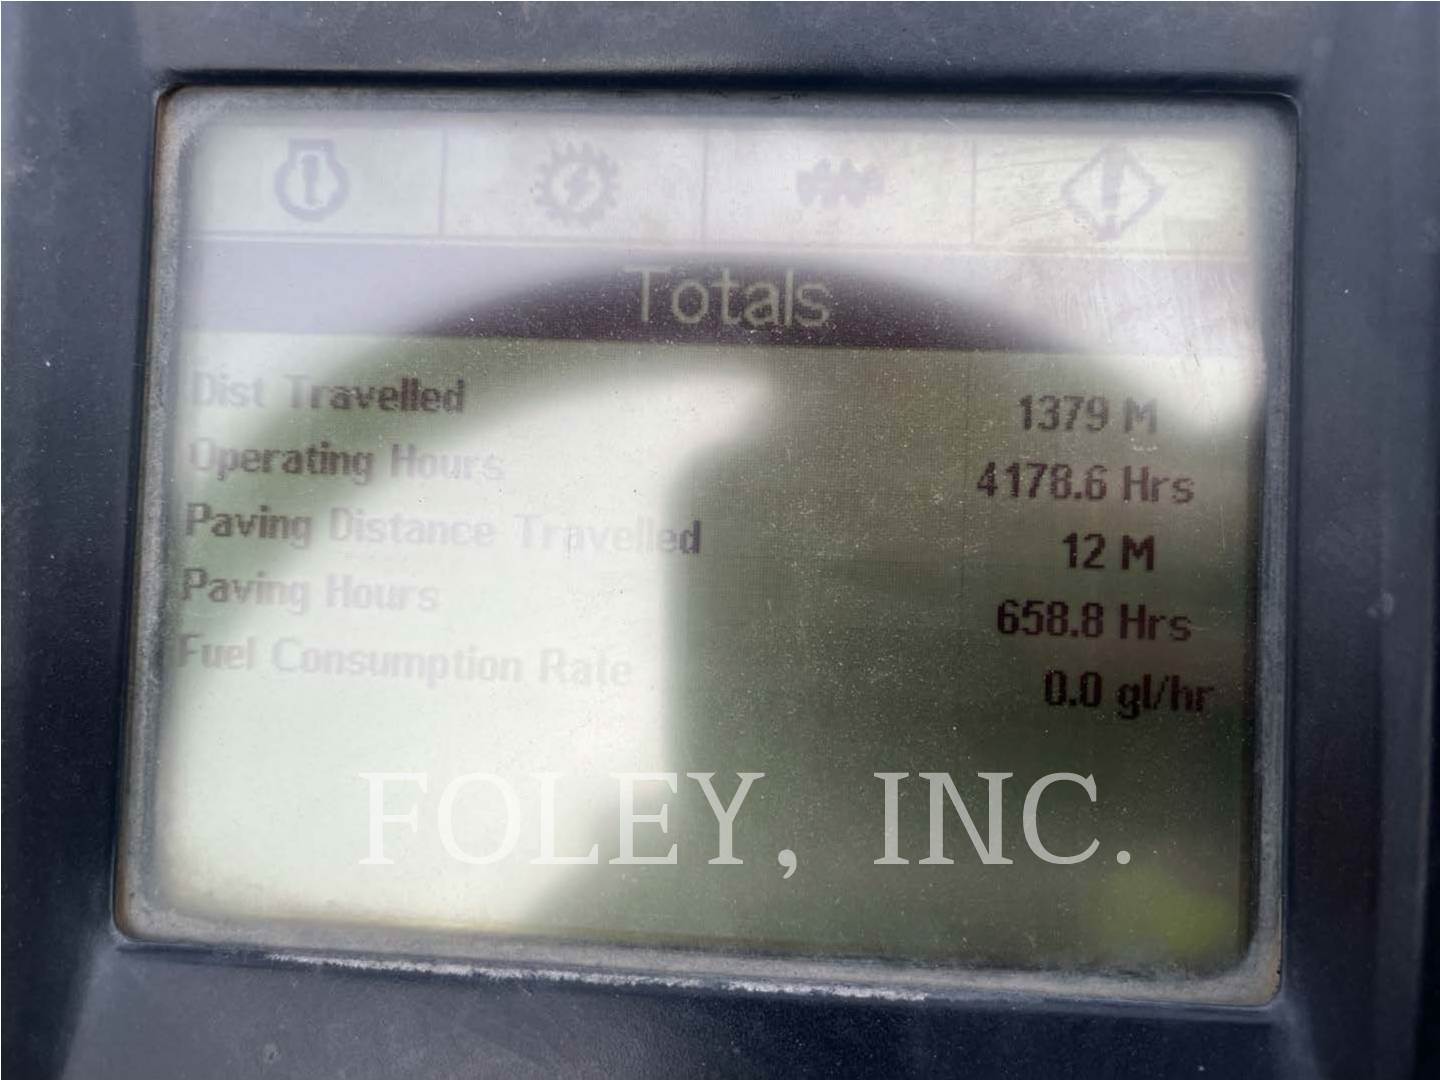 Totals
Dist Travelled 1379 M
Operating Hours 4178.6 Hrs
Paving Distance Travelled 12 M
Paving Hours 658.8 Hrs
Fuel Consumption Rate 0.0 gl/hr
FOLEY, INC.